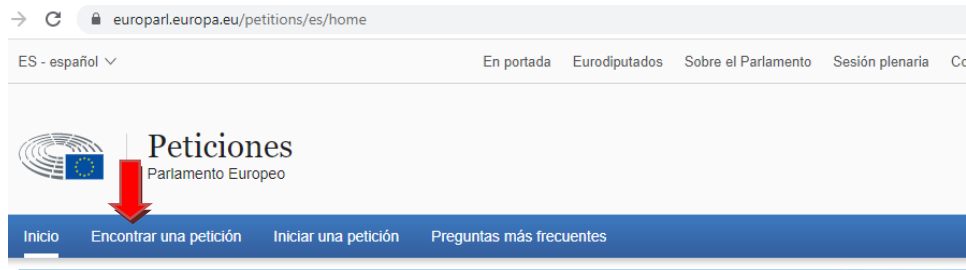 europarl.europa.eu/petitions/es/home
ES - español En portada Eurodiputados Sobre el Parlamento Sesión plenaria
Peticiones
Parlamento Europeo
Inicio Encontrar una petición Iniciar una petición Preguntas más frecuentes